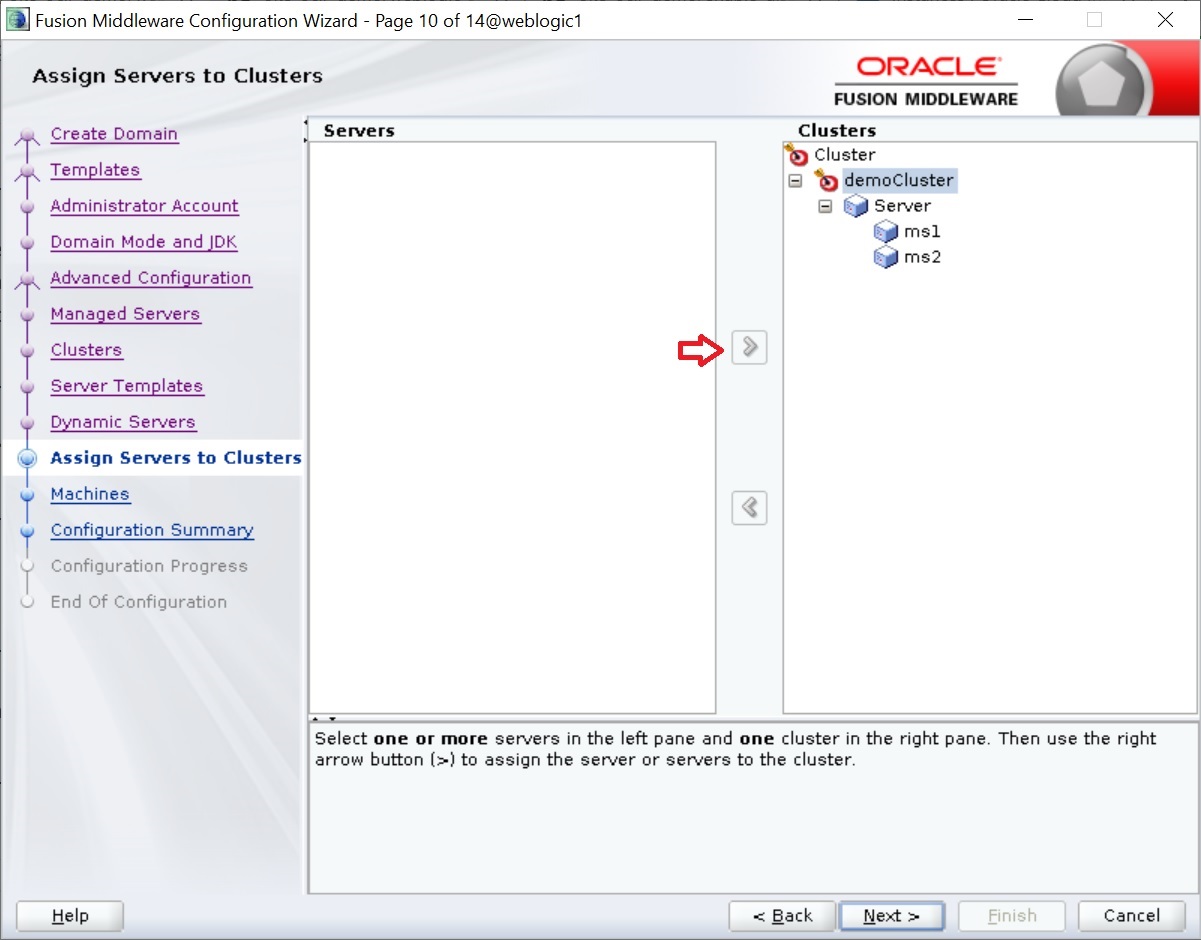 Fusion Middleware Configuration Wizard - Page 10 of 14@weblogic1
Assign Servers to Clusters
ORACLE
FUSION MIDDLEWARE
Create Domain
Templates
Administrator Account
Domain Mode and JDK
Advanced Configuration
Managed Servers
Clusters
Server Templates
Dynamic Servers
Assign Servers to Clusters
Machines
Configuration Summary
Configuration Progress
End Of Configuration
Servers
Clusters
Cluster
demoCluster
Server
ms1
ms2
Select one or more servers in the left pane and one cluster in the right pane. Then use the right
arrow button (>) to assign the server or servers to the cluster.
Help
< Back
Next >
Finish
Cancel